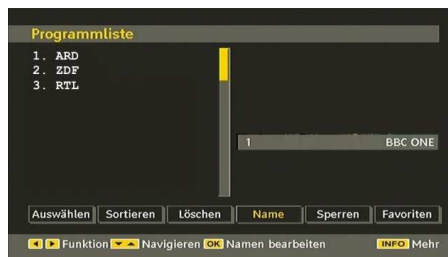 Programmliste
1. ARD
2. ZDF
3. RTL
1 BBC ONE
Auswählen Sortieren Löschen Name Sperren Favoriten
Funktion Navigieren OK Namen bearbeiten INFO Mehr